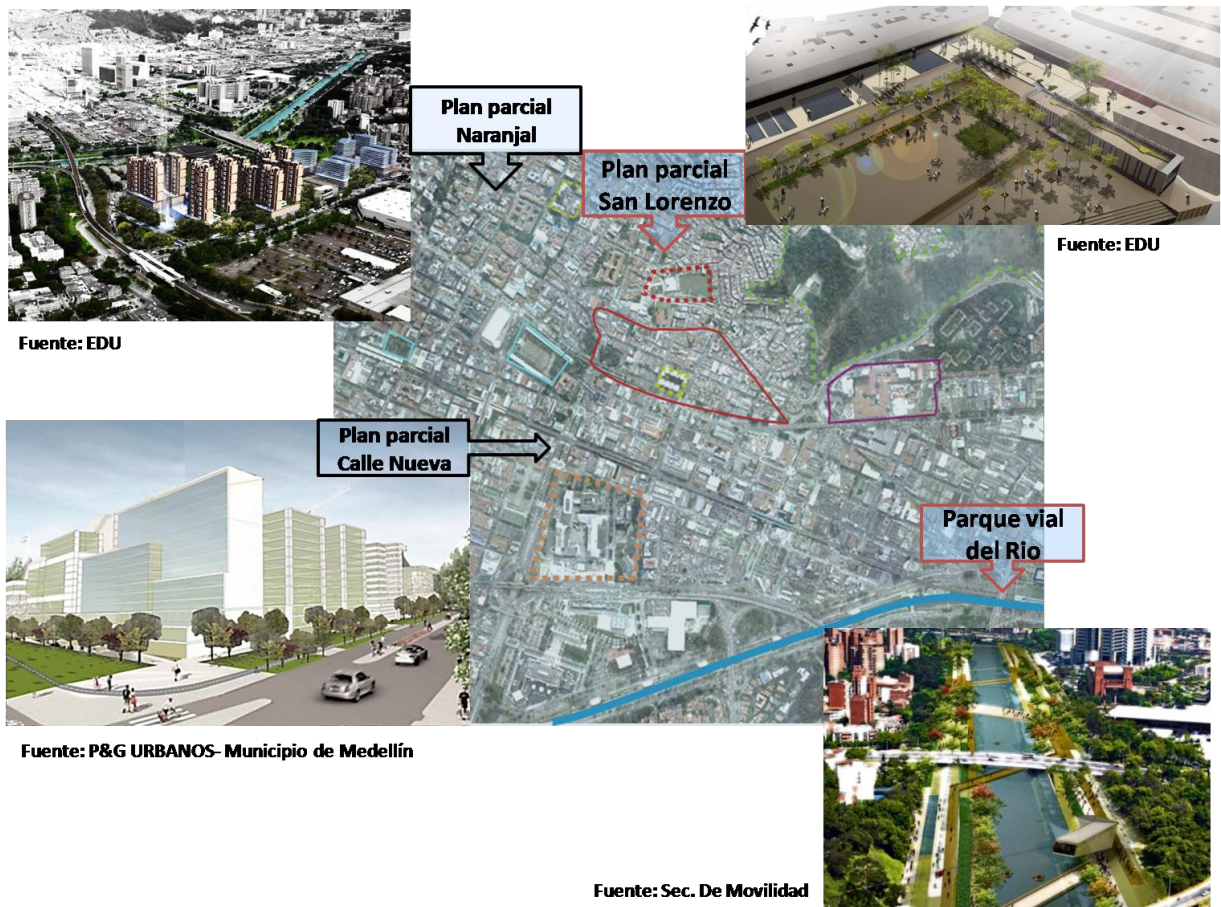 Plan parcial
Naranjal
Plan parcial
San Lorenzo
Fuente: EDU
Fuente: EDU
Plan parcial
Calle Nueva
Parque vial
del Rio
Fuente: P&G URBANOS- Municipio de Medellín
Fuente: Sec. De Movilidad